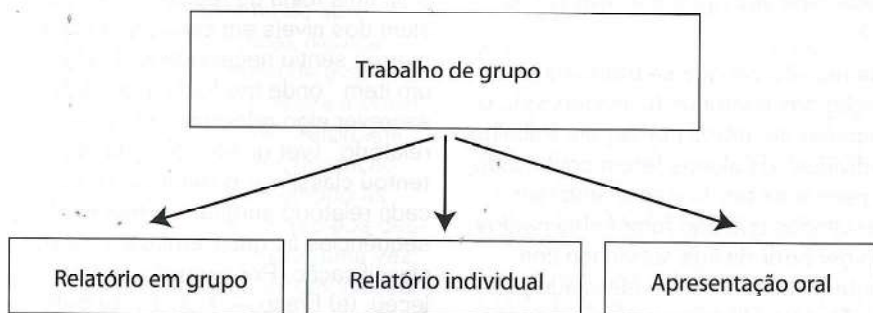 Trabalho de grupo
Relatório em grupo
Relatório individual
Apresentação oral